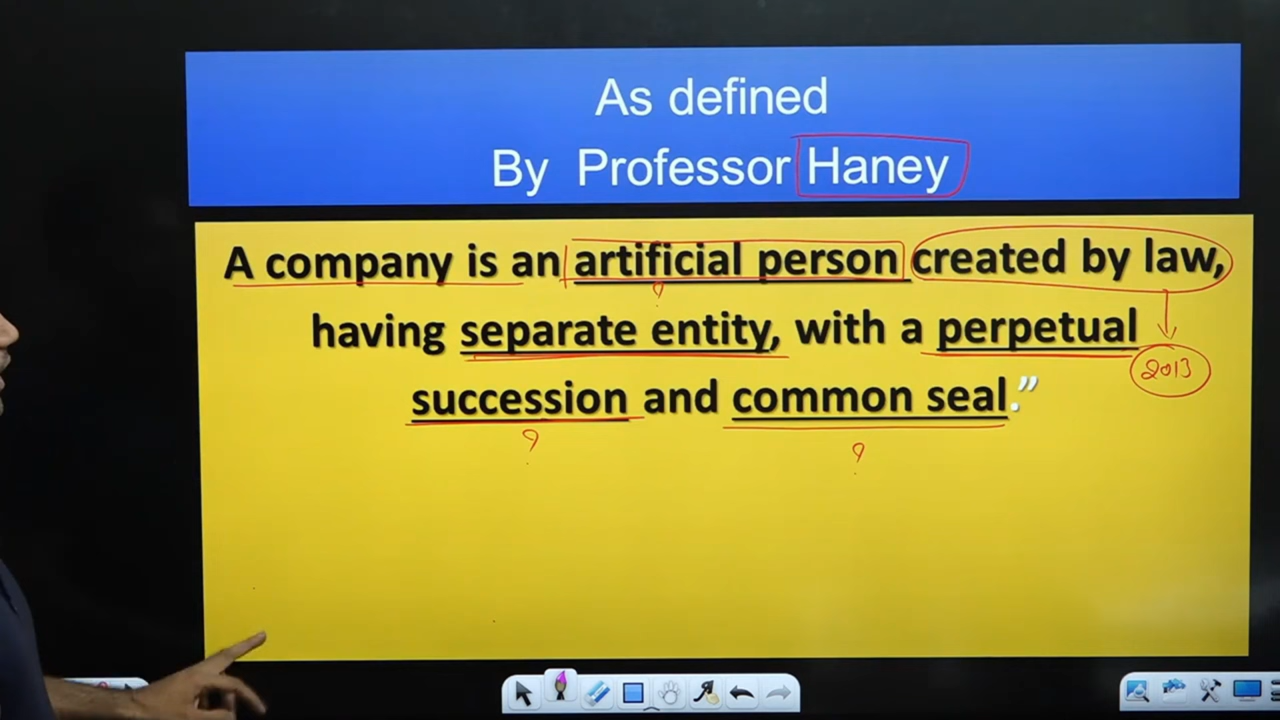 As defined
By Professor Haney
A company is an artificial person created by law,
having separate entity, with a perpetual
2013
succession and common seal.”
? 
? 
?